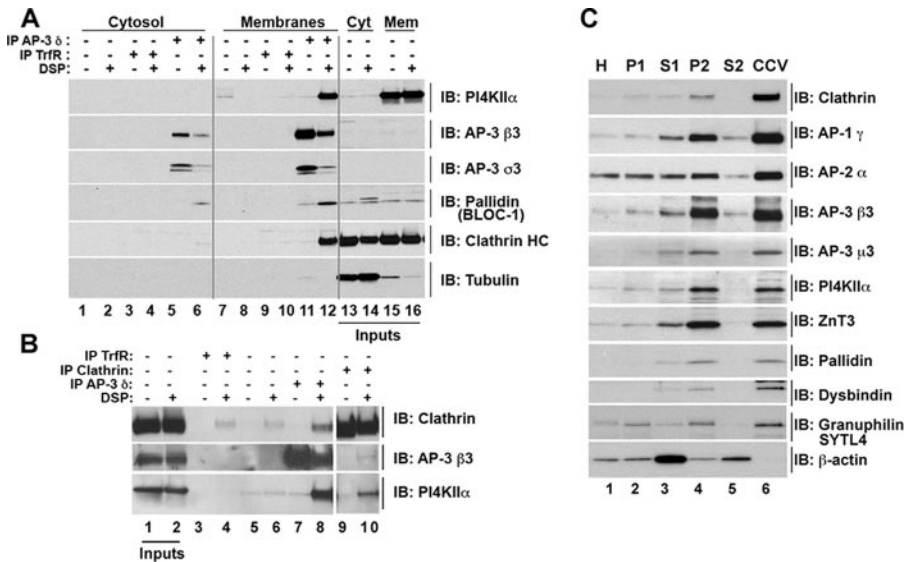 A
Cytosol Membranes Cyt Mem
IP AP-3 δ : - - - - + + - - - - + + - - - -
IP TrfR: - - + + - - - - + + - - - - - -
DSP: - + - + - + - + - + - + - + - +
IB: PI4KIIα
IB: AP-3 β3
IB: AP-3 σ3
IB: Pallidin
(BLOC-1)
IB: Clathrin HC
IB: Tubulin
1 2 3 4 5 6 7 8 9 10 11 12 13 14 15 16
Inputs
B
IP TrfR: - - + + - - - - - -
IP Clathrin: - - - - - - - - + +
IP AP-3 δ: - - - - - - + + - -
DSP: - + - + - + - + - +
IB: Clathrin
IB: AP-3 β3
IB: PI4KIIα
1 2 3 4 5 6 7 8 9 10
Inputs
C
H P1 S1 P2 S2 CCV
IB: Clathrin
IB: AP-1 γ
IB: AP-2 α
IB: AP-3 β3
IB: AP-3 μ3
IB: PI4KIIα
IB: ZnT3
IB: Pallidin
IB: Dysbindin
IB: Granuphilin
SYTL4
IB: β-actin
1 2 3 4 5 6